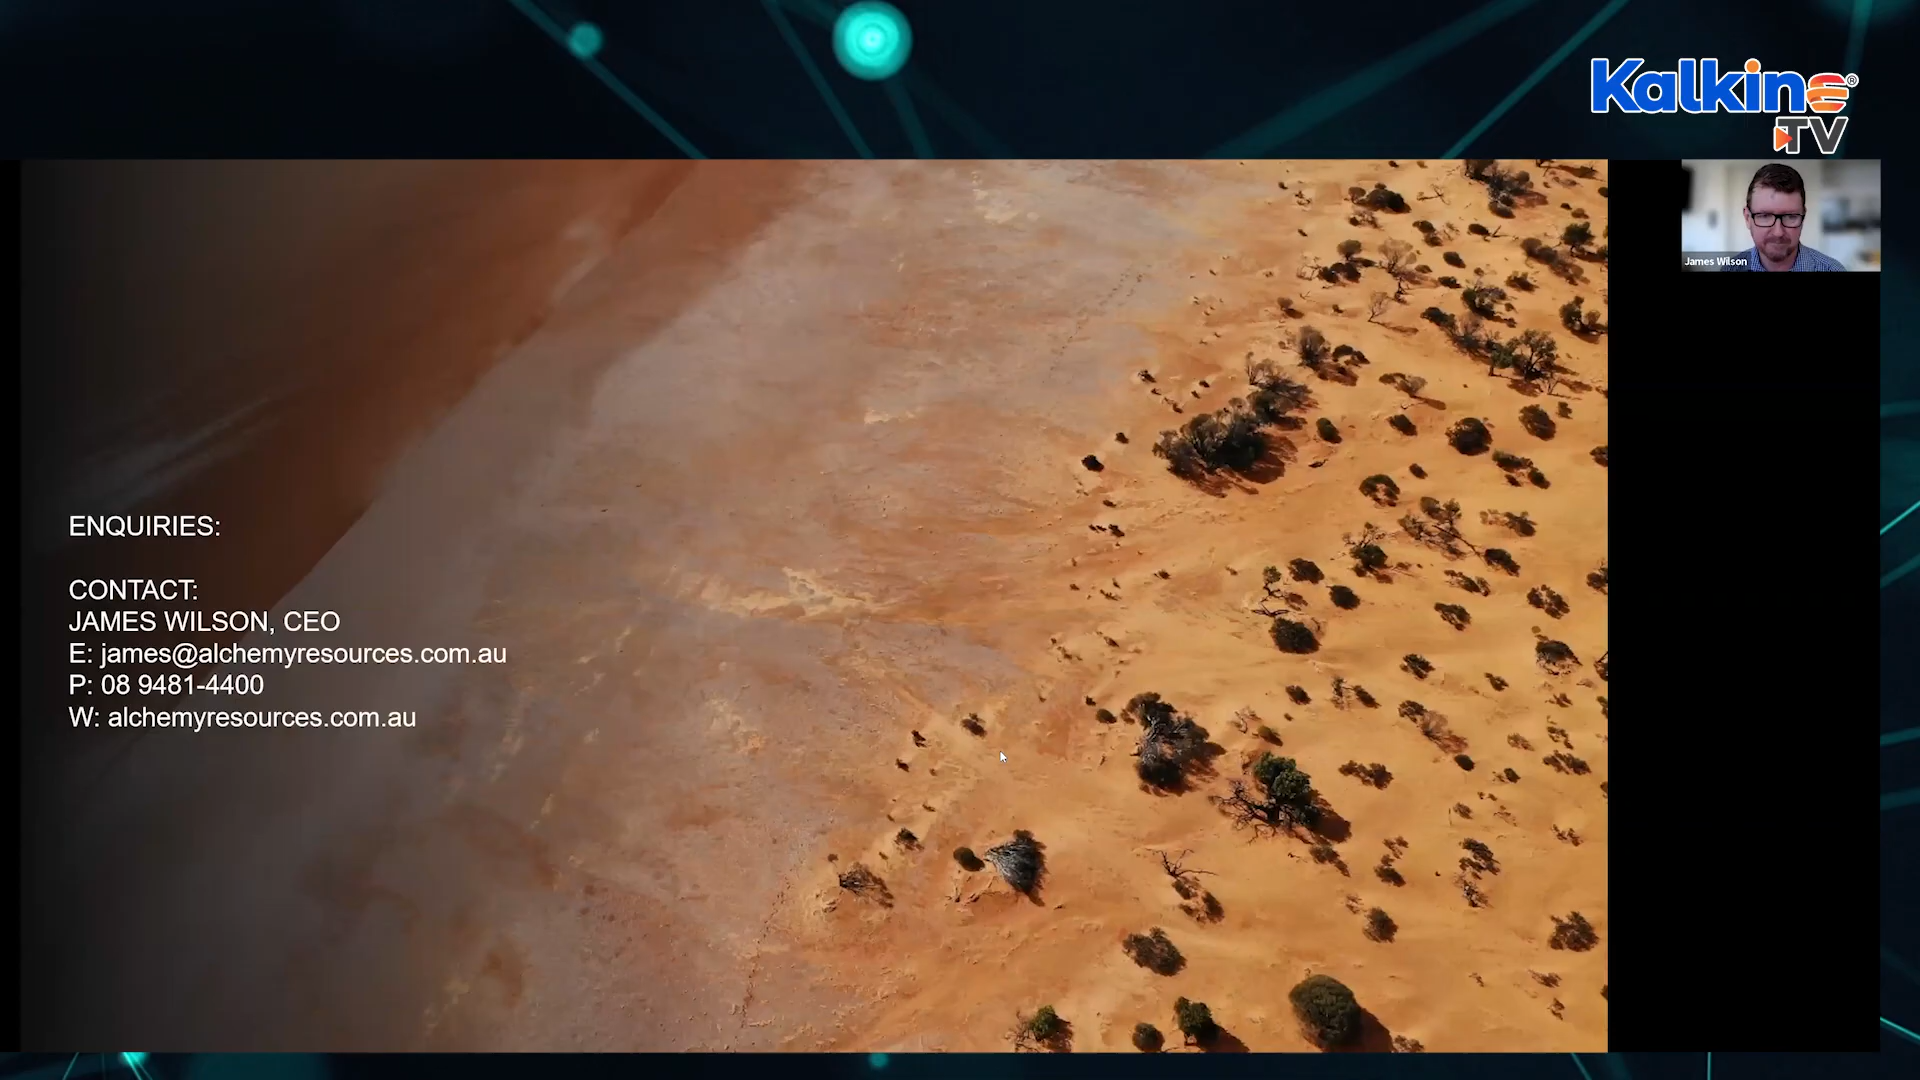 Kalkine®
TV
James Wilson
ENQUIRIES:
CONTACT:
JAMES WILSON, CEO
E: james@alchemyresources.com.au
P: 08 9481-4400
W: alchemyresources.com.au